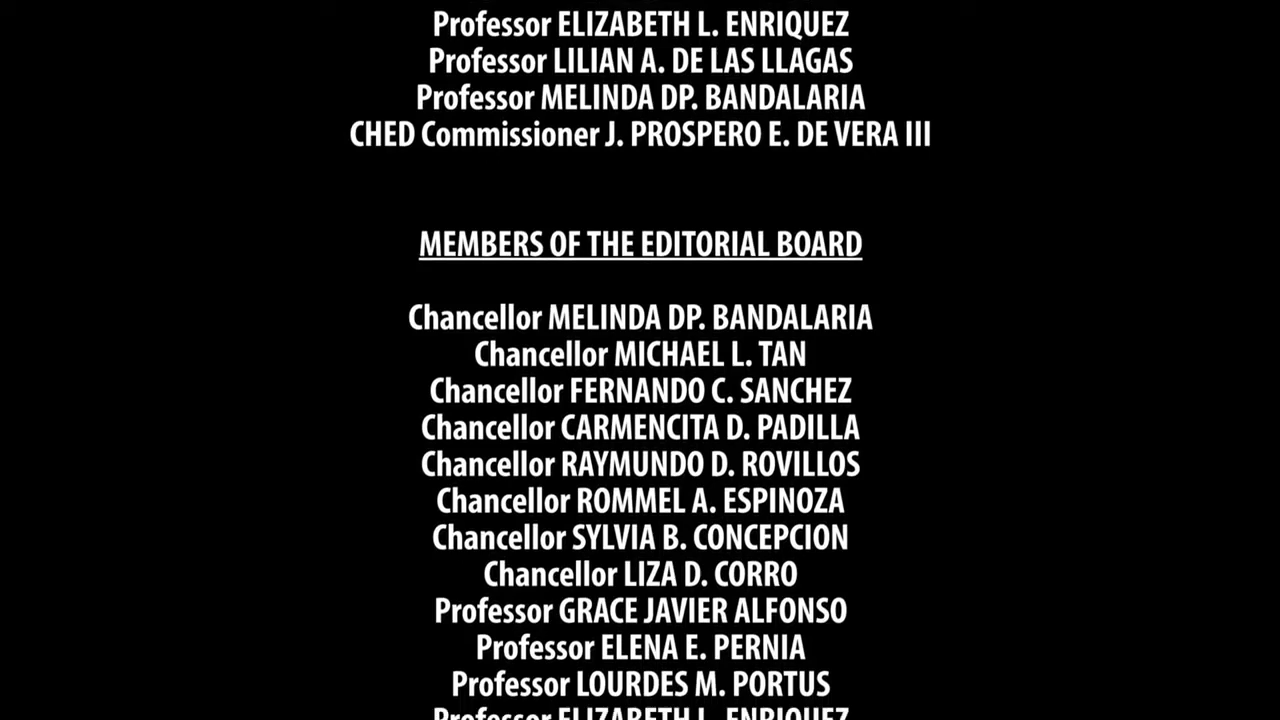 Professor ELIZABETH L. ENRIQUEZ
Professor LILIAN A. DE LAS LLAGAS
Professor MELINDA DP. BANDALARIA
CHED Commissioner J. PROSPERO E. DE VERA III
MEMBERS OF THE EDITORIAL BOARD
Chancellor MELINDA DP. BANDALARIA
Chancellor MICHAEL L. TAN
Chancellor FERNANDO C. SANCHEZ
Chancellor CARMENCITA D. PADILLA
Chancellor RAYMUNDO D. ROVILLOS
Chancellor ROMMEL A. ESPINOZA
Chancellor SYLVIA B. CONCEPCION
Chancellor LIZA D. CORRO
Professor GRACE JAVIER ALFONSO
Professor ELENA E. PERNIA
Professor LOURDES M. PORTUS
Professor ELIZABETH L. ENRIQUEZ